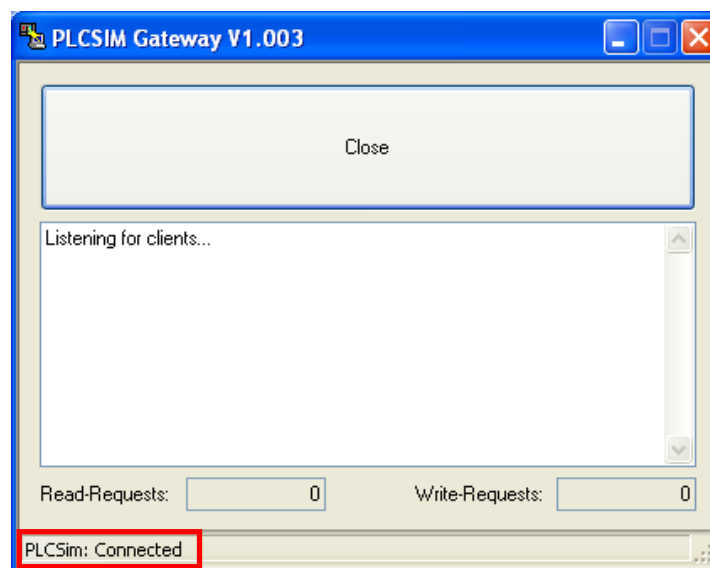 PLCSIM Gateway V1.003
Close
Listening for clients...
Read-Requests: 0 Write-Requests: 0
PLCSim: Connected